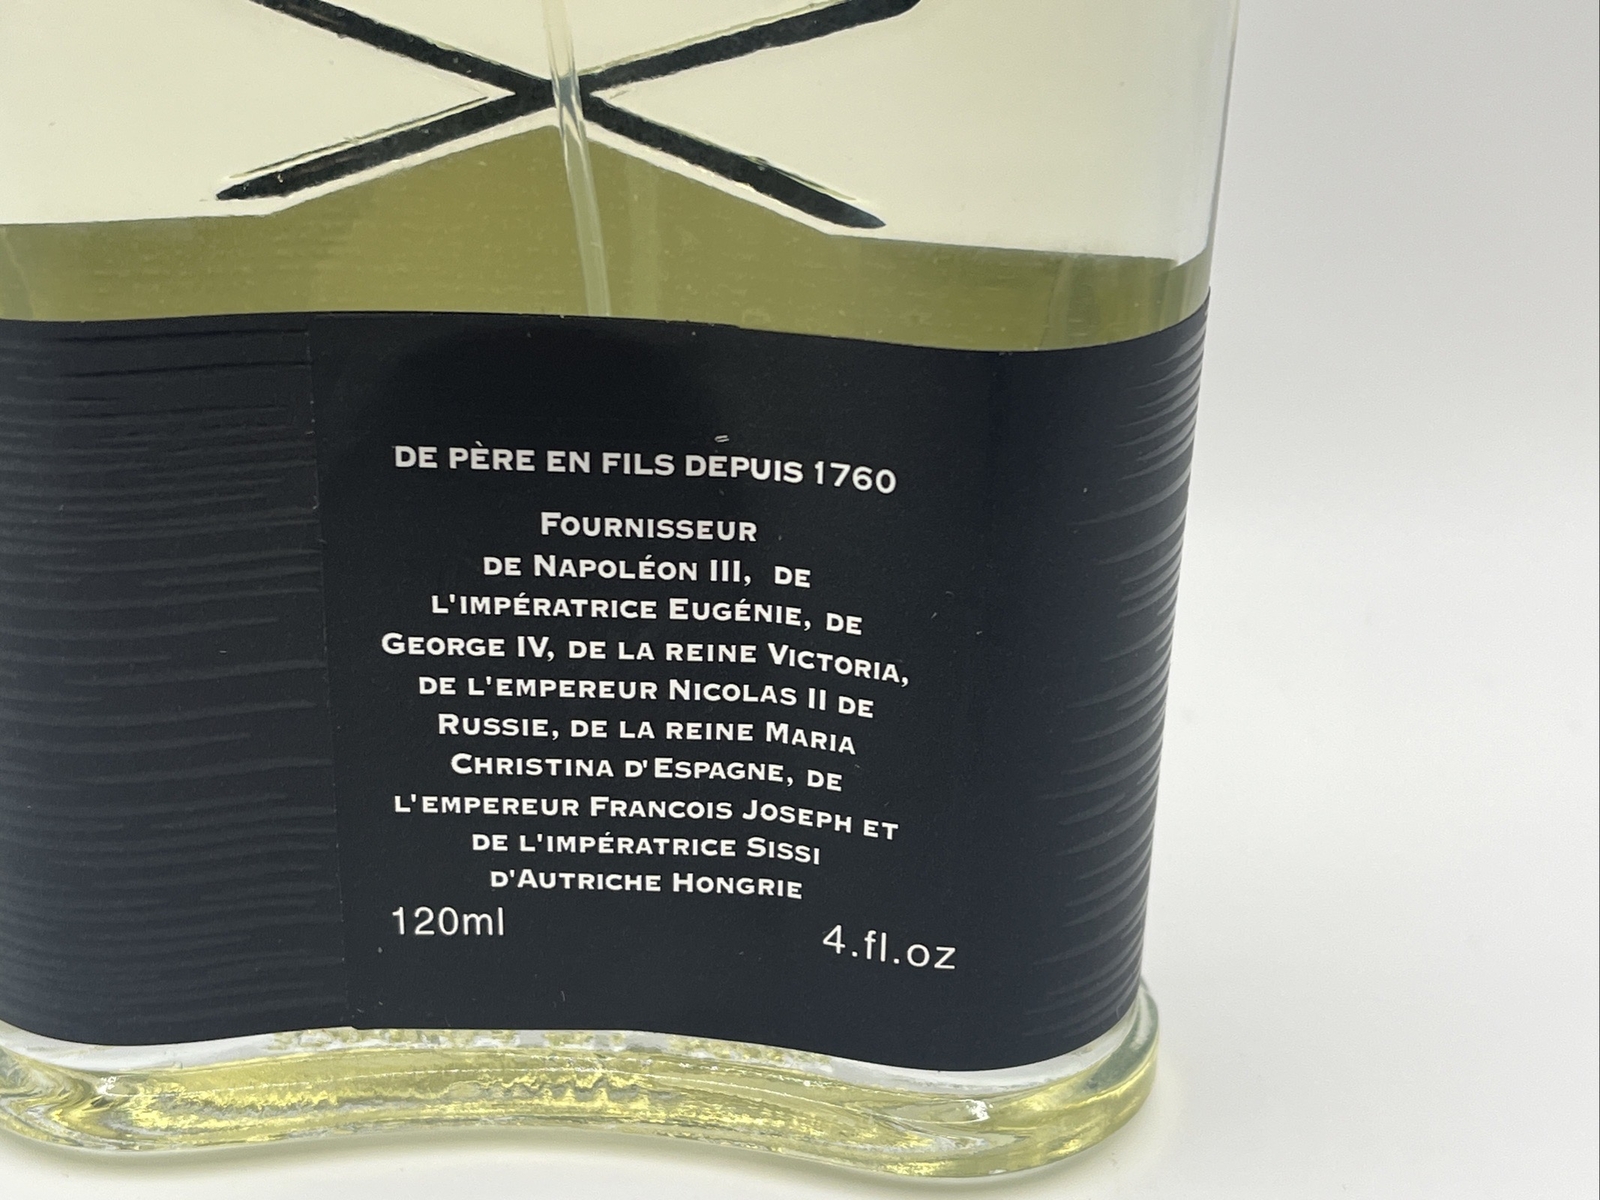 DE PÈRE EN FILS DEPUIS 1760
FOURNISSEUR
DE NAPOLÉON III, DE
L'IMPÉRATRICE EUGÉNIE, DE
GEORGE IV, DE LA REINE VICTORIA,
DE L'EMPEREUR NICOLAS II DE
RUSSIE, DE LA REINE MARIA
CHRISTINA D'ESPAGNE, DE
L'EMPEREUR FRANCOIS JOSEPH ET
DE L'IMPÉRATRICE SISSI
D'AUTRICHE HONGRIE
120ml 4.fl.oz